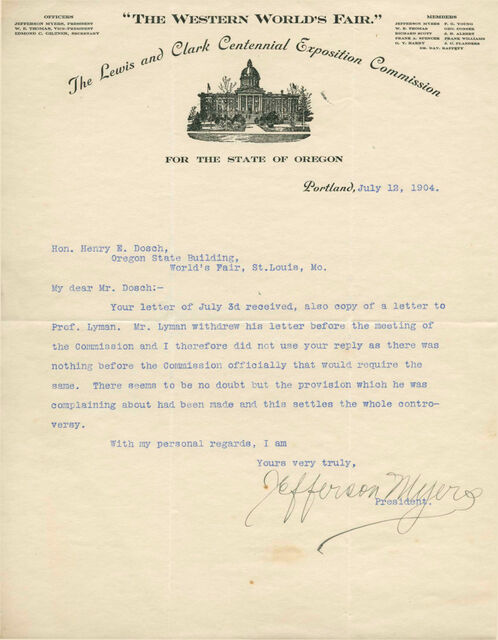 OFFICERS
JEFFERSON MYERS, PRESIDENT
W. E. THOMAS, VICE-PRESIDENT
EDMOND C. GILTNER, SECRETARY
"THE WESTERN WORLD'S FAIR."
MEMBERS
JEFFERSON MYERS F. G. YOUNG
W. E. THOMAS GEO. CONSER
RICHARD SCOTT J. H. ALBERT
FRANK A. SPENCER FRANK WILLIAMS
G. Y. HARRY J. C. FLANDERS
DR. DAV. RAFFETY
The Lewis and Clark Centennial Exposition Commission
FOR THE STATE OF OREGON
Portland, July 12, 1904.
Hon. Henry E. Dosch,
Oregon State Building,
World's Fair, St.Louis, Mo.
My dear Mr. Dosch:-
Your letter of July 3d received, also copy of a letter to
Prof. Lyman. Mr. Lyman withdrew his letter before the meeting of
the Commission and I therefore did not use your reply as there was
nothing before the Commission officially that would require the
same. There seems to be no doubt but the provision which he was
complaining about had been made and this settles the whole contro-
versy.
With my personal regards, I am
Yours very truly,
Jefferson Myers
President.